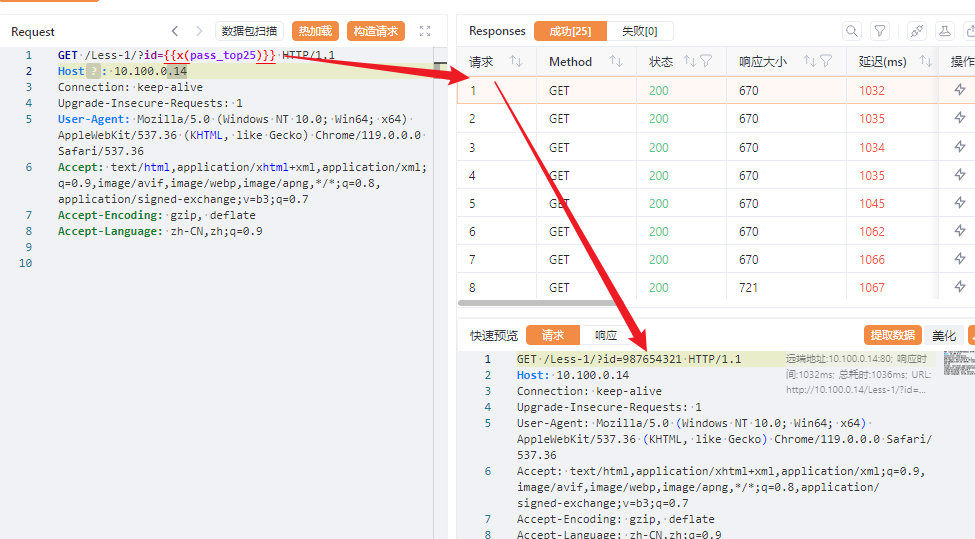 Request
数据包扫描
热加载
构造请求
1 GET /Less-1/?id={{x(pass_top25)}} HTTP/1.1
2 Host ? : 10.100.0.14
3 Connection: keep-alive
4 Upgrade-Insecure-Requests: 1
5 User-Agent: Mozilla/5.0 (Windows NT 10.0; Win64; x64)
AppleWebKit/537.36 (KHTML, like Gecko) Chrome/119.0.0.0
Safari/537.36
6 Accept: text/html,application/xhtml+xml,application/xml;
q=0.9,image/avif,image/webp,image/apng,*/*;q=0.8,
application/signed-exchange;v=b3;q=0.7
7 Accept-Encoding: gzip, deflate
8 Accept-Language: zh-CN,zh;q=0.9
9
10
Responses
成功[25]
失败[0]
请求 Method 状态 响应大小 延迟(ms) 操作
1 GET 200 670 1032
2 GET 200 670 1035
3 GET 200 670 1034
4 GET 200 670 1035
5 GET 200 670 1045
6 GET 200 670 1062
7 GET 200 670 1066
8 GET 200 721 1067
快速预览
请求
响应
提取数据
美化
1 GET /Less-1/?id=987654321 HTTP/1.1
2 Host: 10.100.0.14
3 Connection: keep-alive
4 Upgrade-Insecure-Requests: 1
5 User-Agent: Mozilla/5.0 (Windows NT 10.0; Win64; x64)
AppleWebKit/537.36 (KHTML, like Gecko) Chrome/119.0.0.0 Safari/
537.36
6 Accept: text/html,application/xhtml+xml,application/xml;q=0.9,
image/avif,image/webp,image/apng,*/*;q=0.8,application/
signed-exchange;v=b3;q=0.7
7 Accept-Encoding: gzip, deflate
8 Accept-Language: zh-CN,zh;q=0.9
远端地址:10.100.0.14:80; 响应时
间:1032ms; 总耗时:1036ms; URL:
http://10.100.0.14/Less-1/?id=...